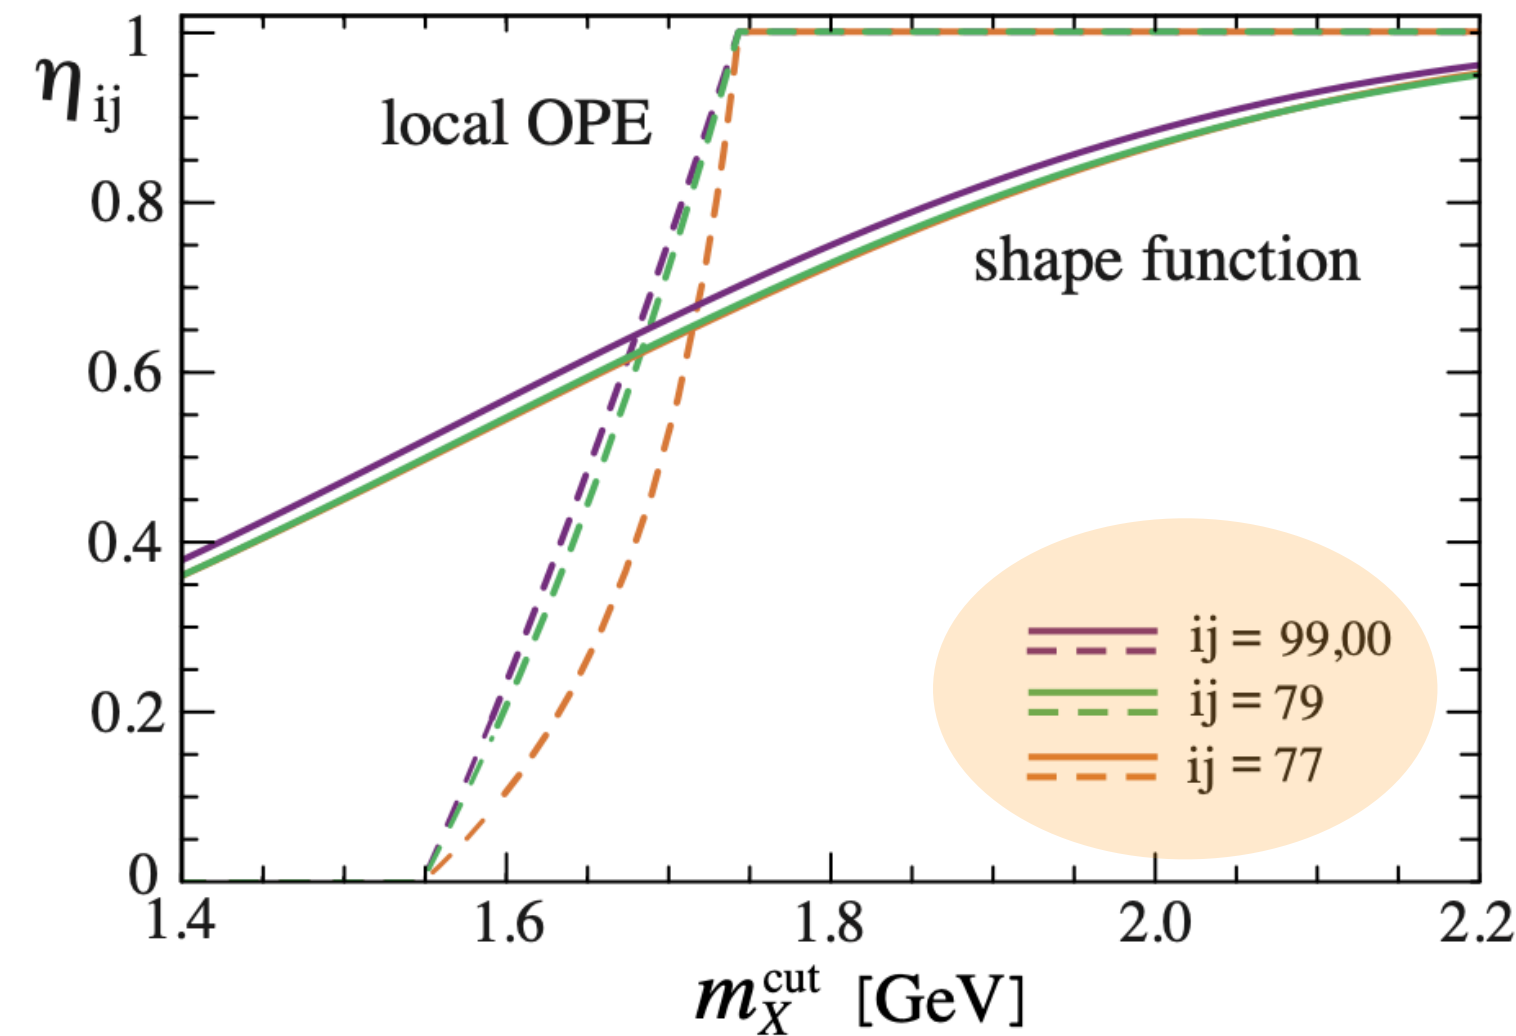 1
η ij
local OPE
0.8
shape function
0.6
0.4
ij = 99,00
0.2
ij = 79
ij = 77
0
1.4 1.6 1.8 2.0 2.2
m_X^cut [GeV]